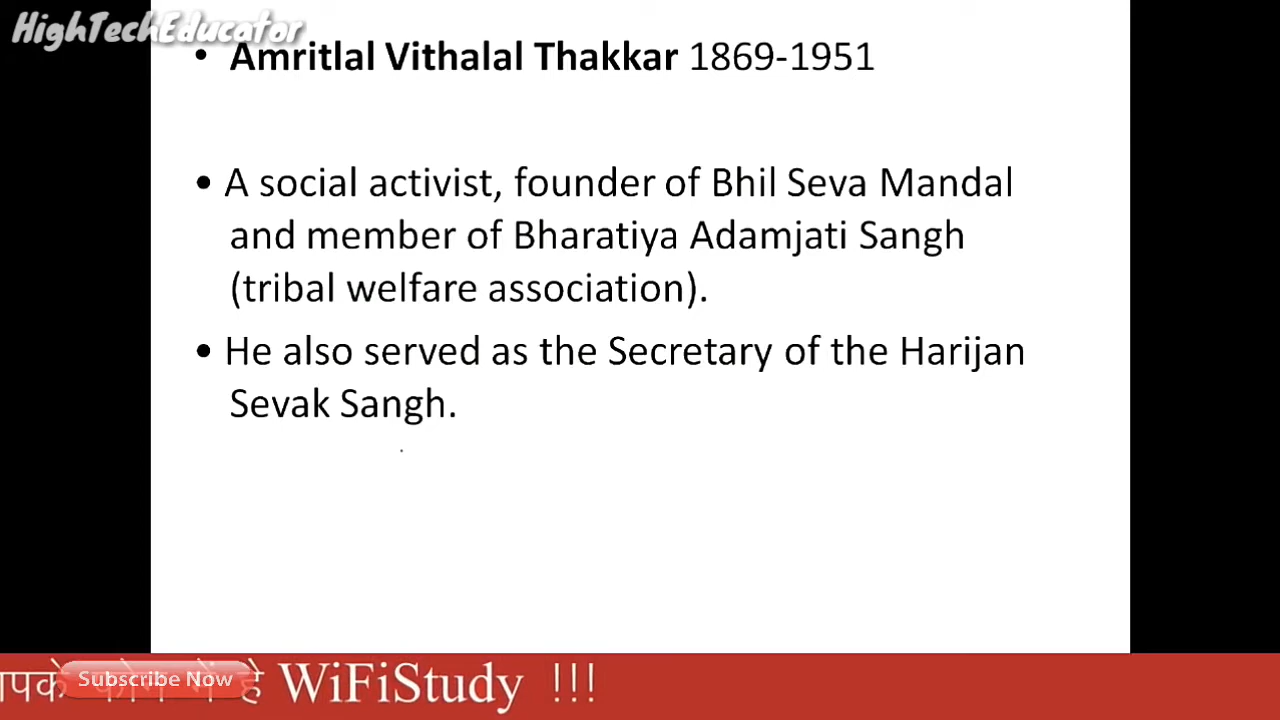 HighTechEducator
• Amritlal Vithalal Thakkar 1869-1951
• A social activist, founder of Bhil Seva Mandal
and member of Bharatiya Adamjati Sangh
(tribal welfare association).
• He also served as the Secretary of the Harijan
Sevak Sangh.
Subscribe Now
में हे WiFiStudy !!!